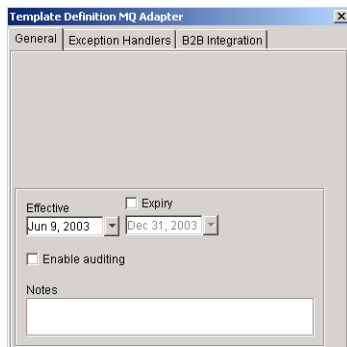 Template Definition MQ Adapter
General Exception Handlers B2B Integration
Effective Expiry
Jun 9, 2003 Dec 31, 2003
Enable auditing
Notes